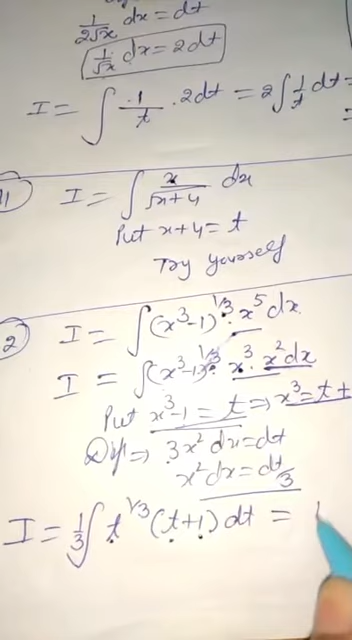 1/(2√x) dx = dt
1/√x dx = 2dt
I = ∫ 1/t · 2dt = 2∫ 1/t dt =
11) I = ∫ x/√(x+4) dx
Put x+4 = t
Try yourself
2) I = ∫(x³-1)^1/3 · x⁵ dx
I = ∫(x³-1)^1/3 · x³ · x² dx
Put x³-1 = t ⇒ x³ = t+
Diff ⇒ 3x² dx = dt
x² dx = dt/3
I = 1/3 ∫ t^1/3 (t+1) dt =